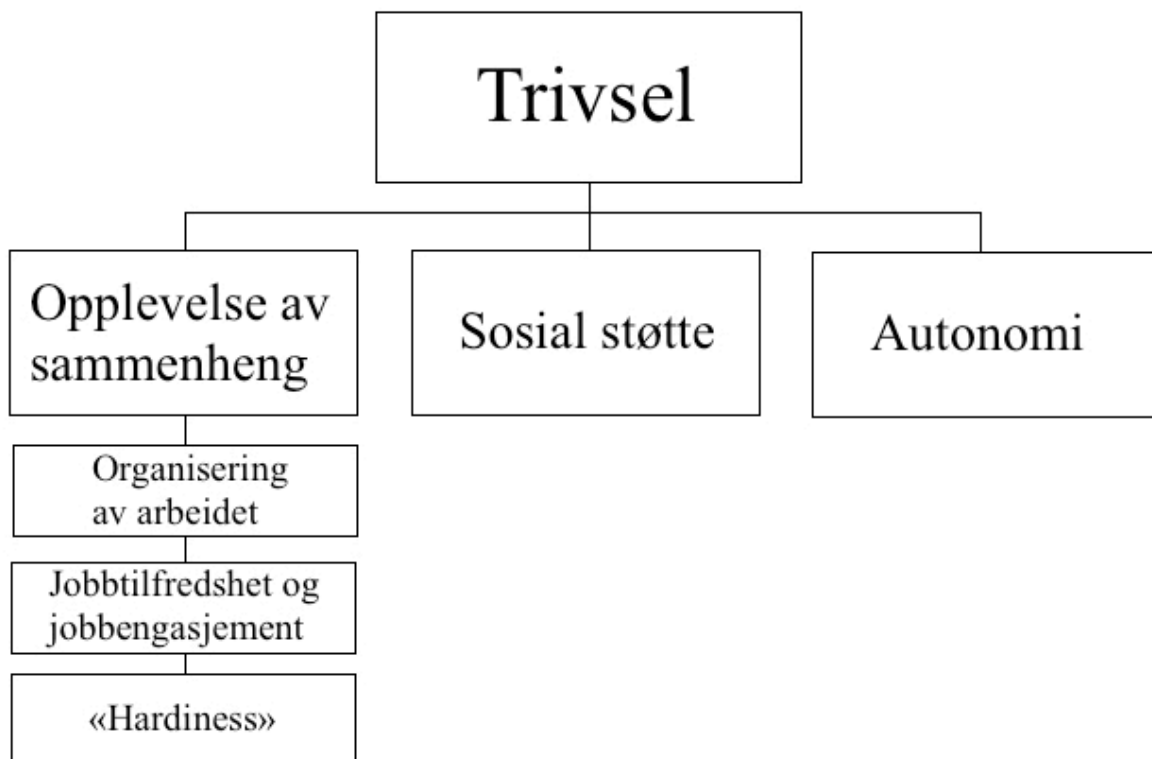 Trivsel
Opplevelse av
sammenheng
Sosial støtte
Autonomi
Organisering
av arbeidet
Jobbtilfredshet og
jobbengasjement
«Hardiness»